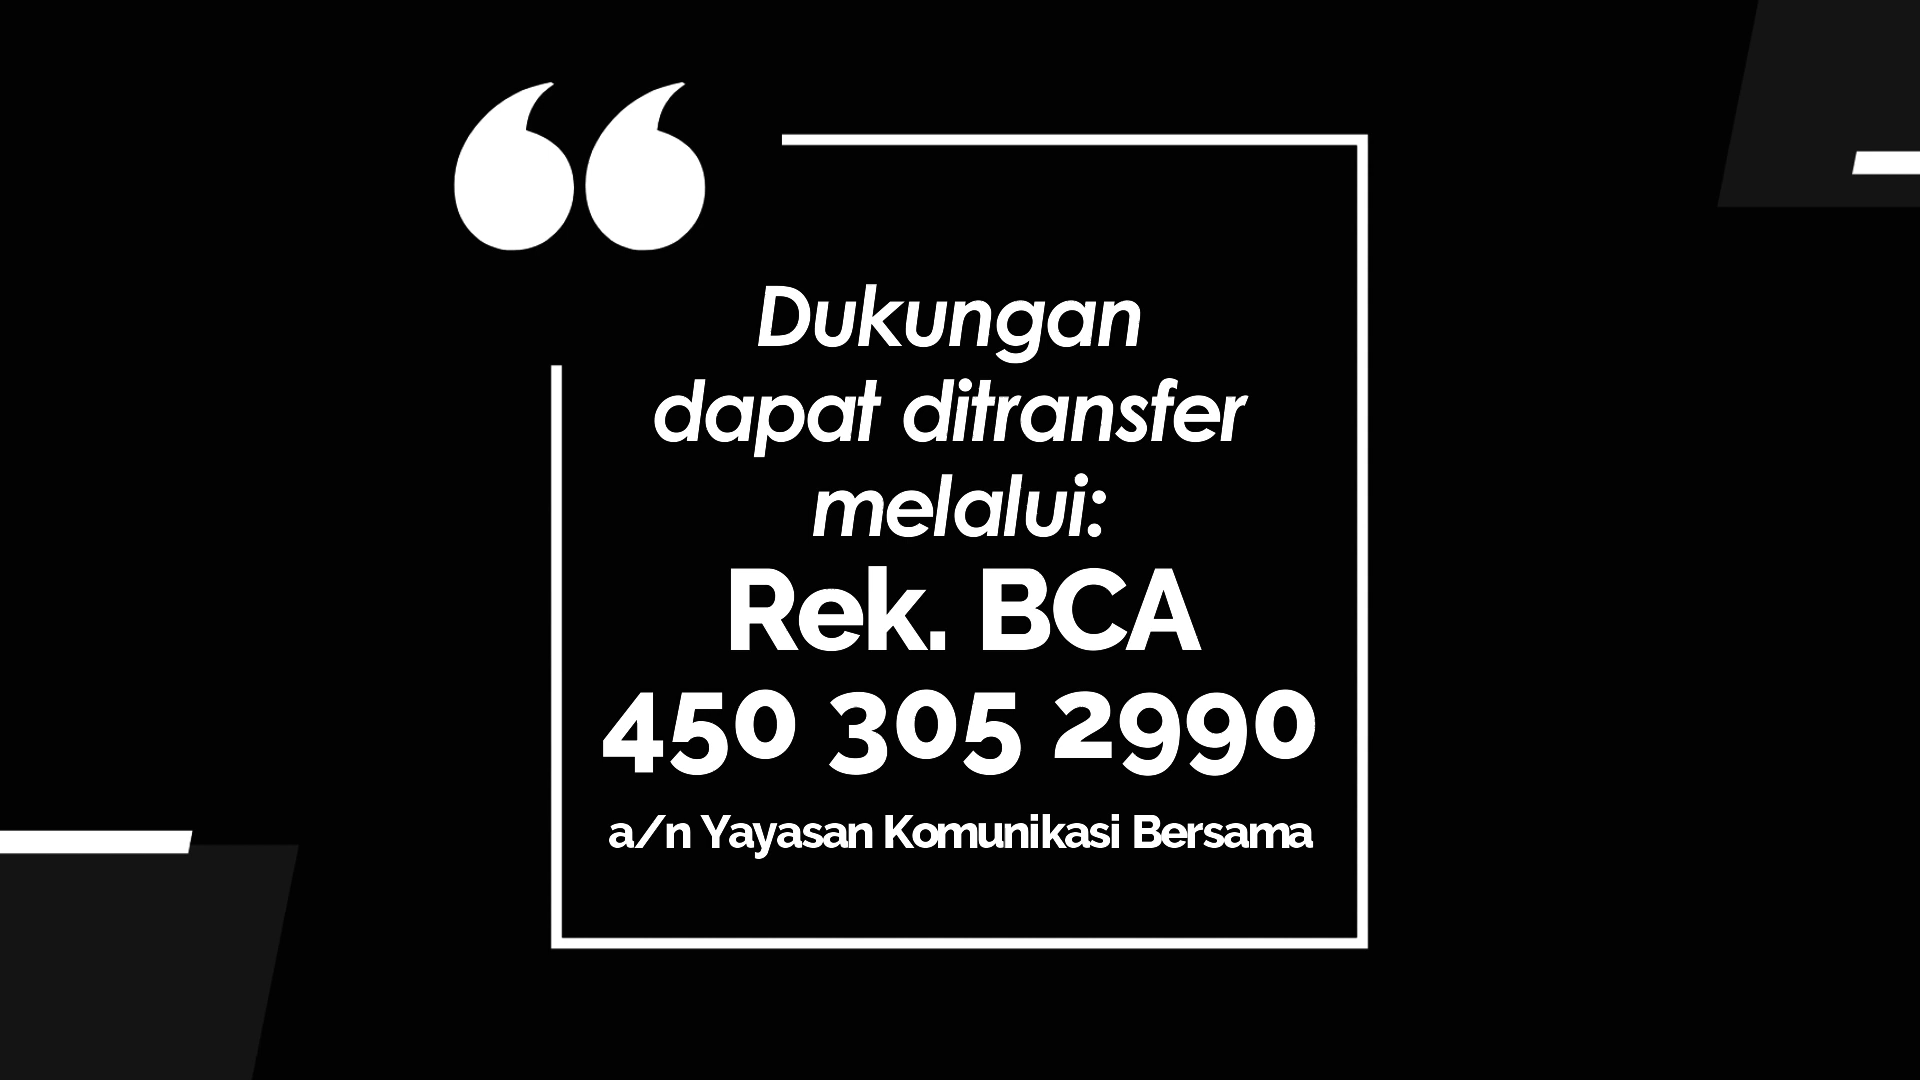 Dukungan
dapat ditransfer
melalui:
Rek. BCA
450 305 2990
a/n Yayasan Komunikasi Bersama